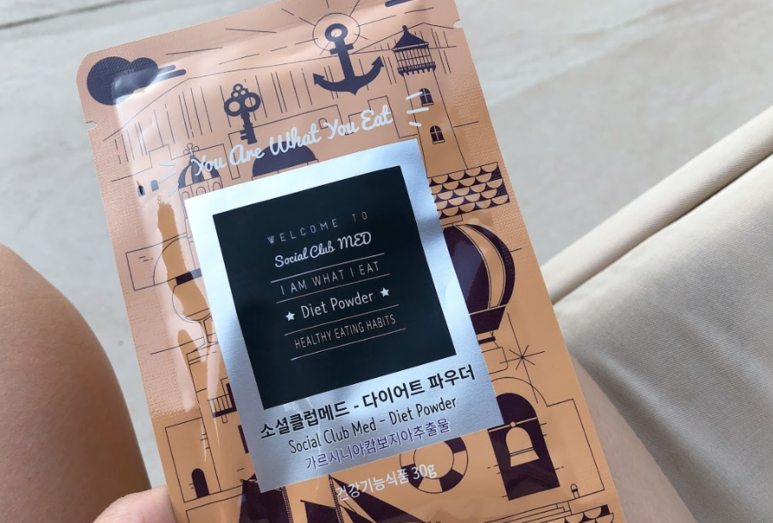 You Are What You Eat
WELCOME TO
Social Club MED
I AM WHAT I EAT
Diet Powder
HEALTHY EATING HABITS
소셜클럽메드 - 다이어트 파우더
Social Club Med - Diet Powder
가르시니아캄보지아추출물
건강기능식품 30g